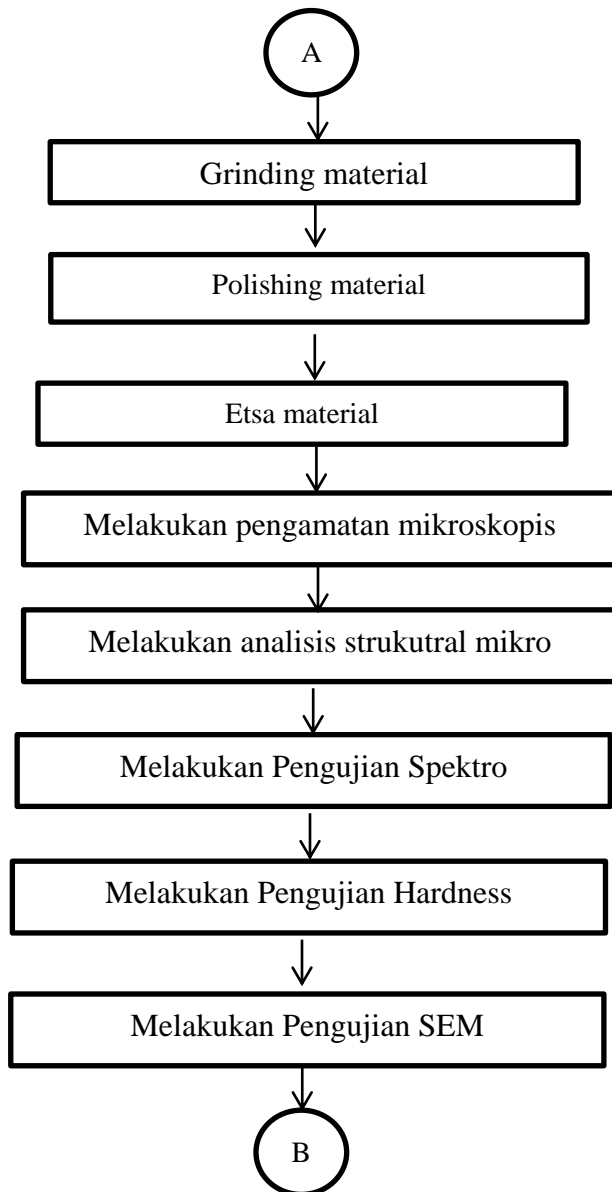 A
Grinding material
Polishing material
Etsa material
Melakukan pengamatan mikroskopis
Melakukan analisis strukutral mikro
Melakukan Pengujian Spektro
Melakukan Pengujian Hardness
Melakukan Pengujian SEM
B